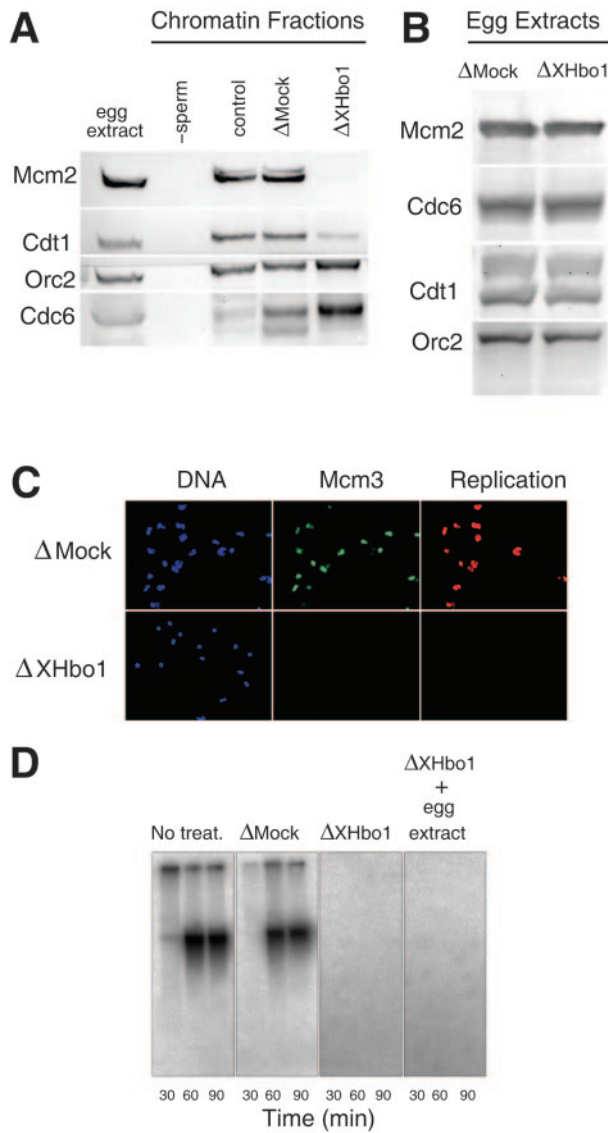 A
Chromatin Fractions
egg
extract
–sperm
control
ΔMock
ΔXHbo1
Mcm2
Cdt1
Orc2
Cdc6
B
Egg Extracts
ΔMock ΔXHbo1
Mcm2
Cdc6
Cdt1
Orc2
C
DNA Mcm3 Replication
Δ Mock
Δ XHbo1
D
No treat. ΔMock ΔXHbo1
ΔXHbo1
+
egg
extract
30 60 90 30 60 90 30 60 90 30 60 90
Time (min)